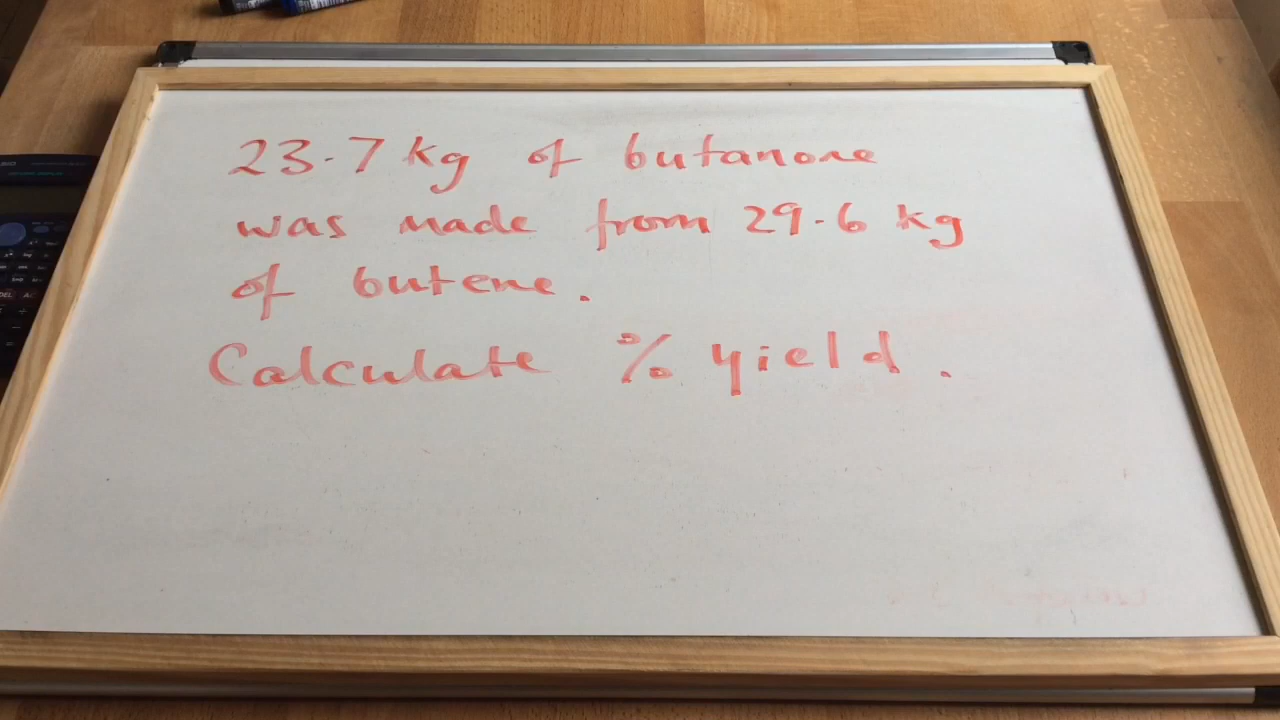 23.7 kg of butanone
was made from 29.6 kg
of butene.
Calculate % yield.